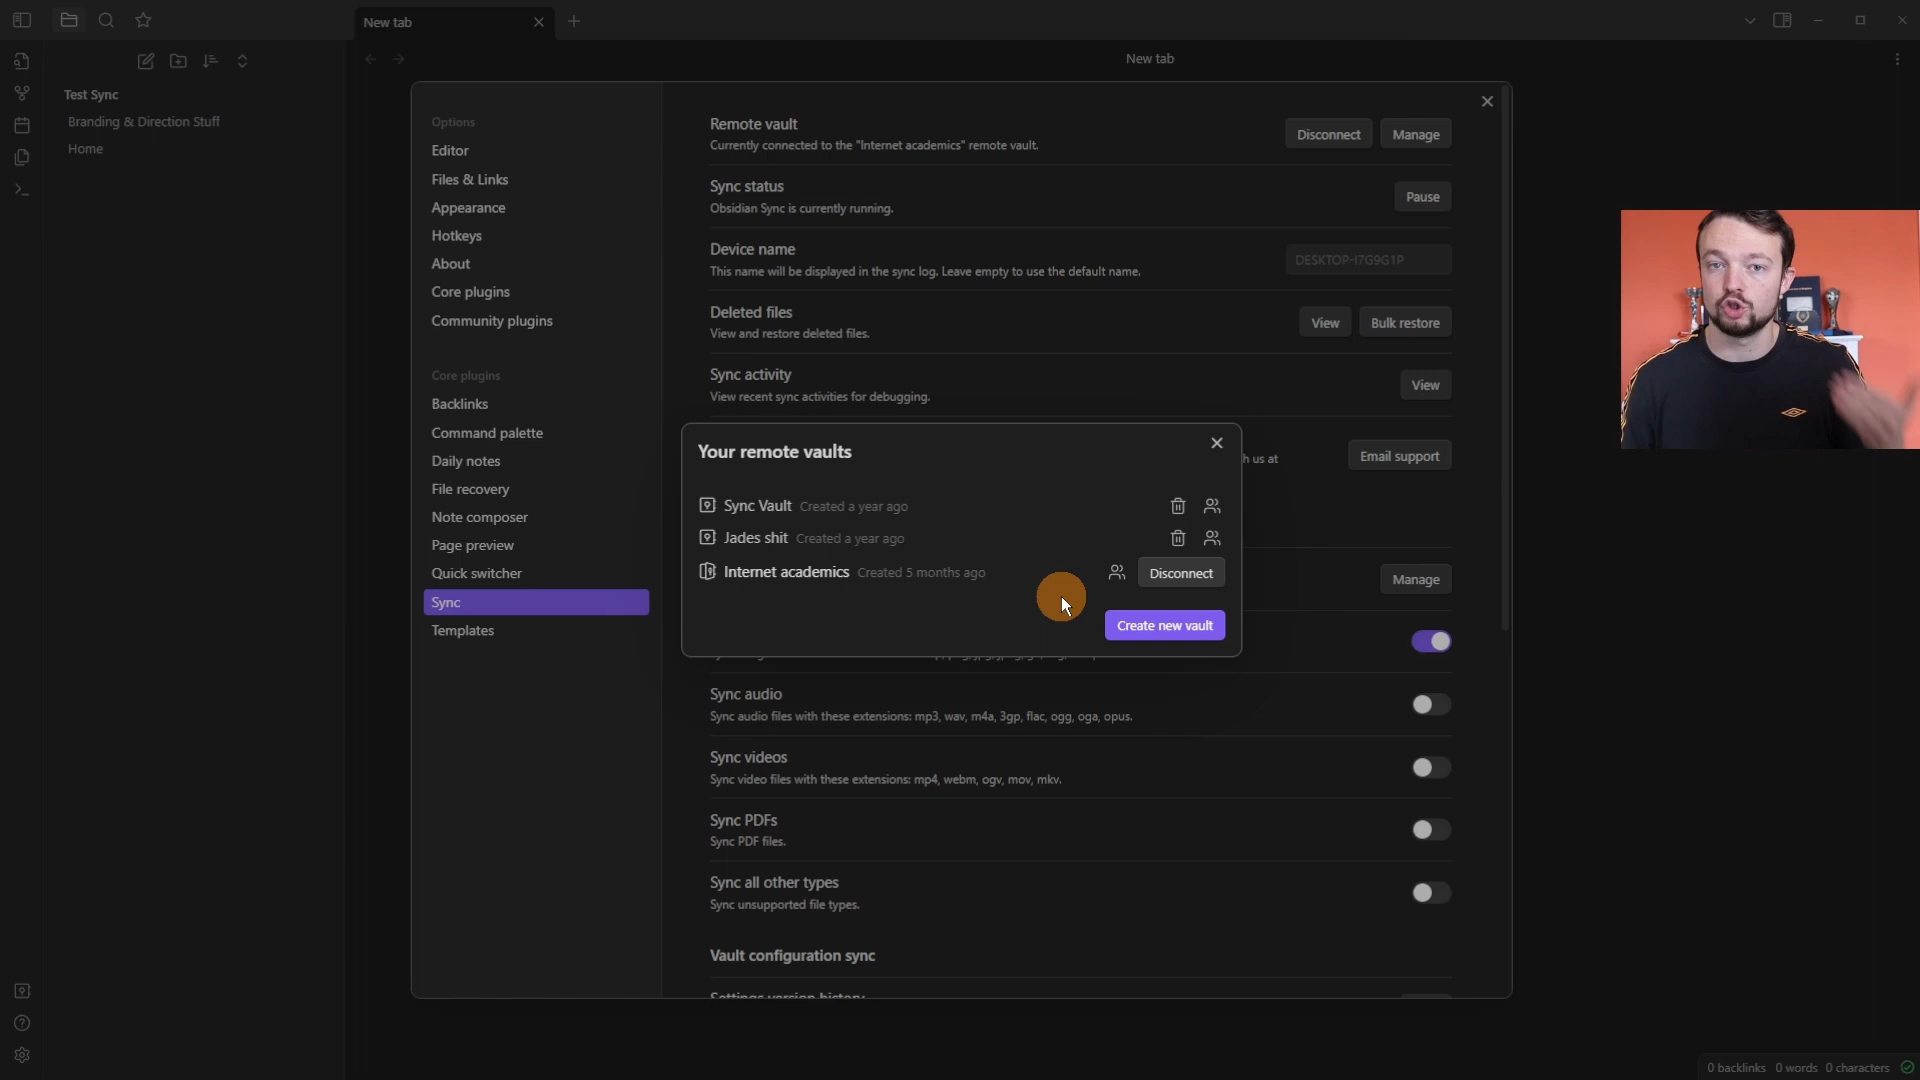 New tab
New tab
Test Sync
Branding & Direction Stuff
Home
Options
Editor
Files & Links
Appearance
Hotkeys
About
Core plugins
Community plugins
Core plugins
Backlinks
Command palette
Daily notes
File recovery
Note composer
Page preview
Quick switcher
Sync
Templates
Remote vault
Currently connected to the "Internet academics" remote vault.
Disconnect
Manage
Sync status
Obsidian Sync is currently running.
Pause
Device name
This name will be displayed in the sync log. Leave empty to use the default name.
DESKTOP-I7G9G1P
Deleted files
View and restore deleted files.
View
Bulk restore
Sync activity
View recent sync activities for debugging.
View
h us at
Email support
Your remote vaults
Sync Vault Created a year ago
Jades shit Created a year ago
Internet academics Created 5 months ago
Disconnect
Create new vault
Manage
Sync audio
Sync audio files with these extensions: mp3, wav, m4a, 3gp, flac, ogg, oga, opus.
Sync videos
Sync video files with these extensions: mp4, webm, ogv, mov, mkv.
Sync PDFs
Sync PDF files.
Sync all other types
Sync unsupported file types.
Vault configuration sync
Settings version history
0 backlinks 0 words 0 characters